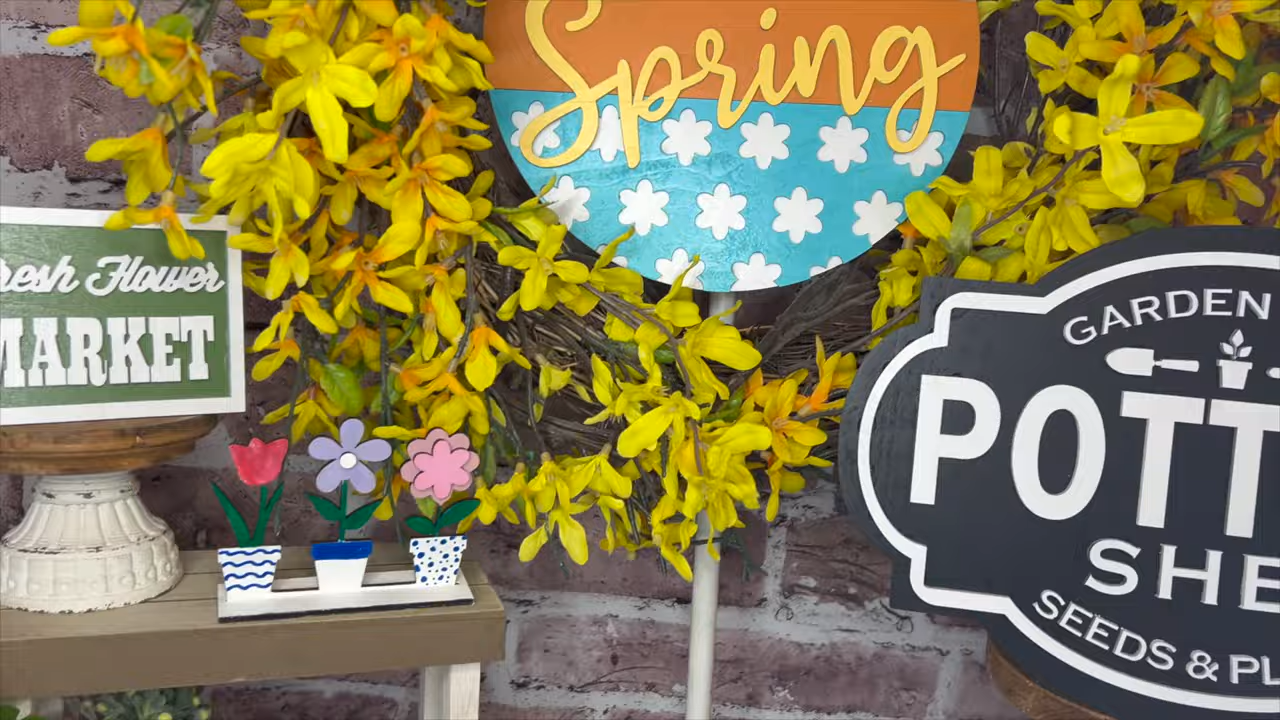 Spring
resh Flower
MARKET
GARDEN
POTT
SHE
SEEDS & PL